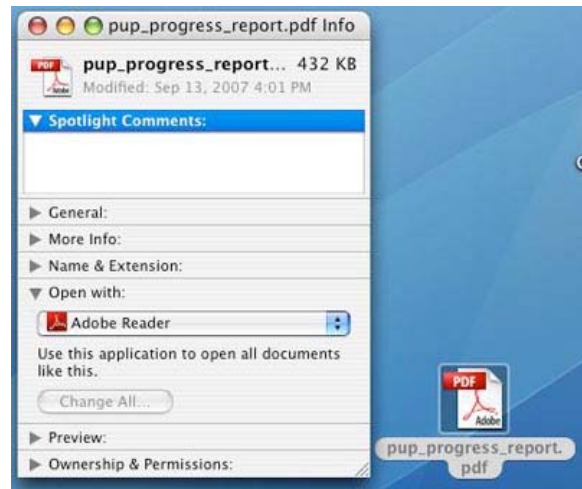 pup_progress_report.pdf Info
PDF
Adobe
pup_progress_report... 432 KB
Modified: Sep 13, 2007 4:01 PM
Spotlight Comments:
General:
More Info:
Name & Extension:
Open with:
Adobe Reader
Use this application to open all documents
like this.
Change All...
Preview:
Ownership & Permissions:
PDF
Adobe
pup_progress_report.
pdf